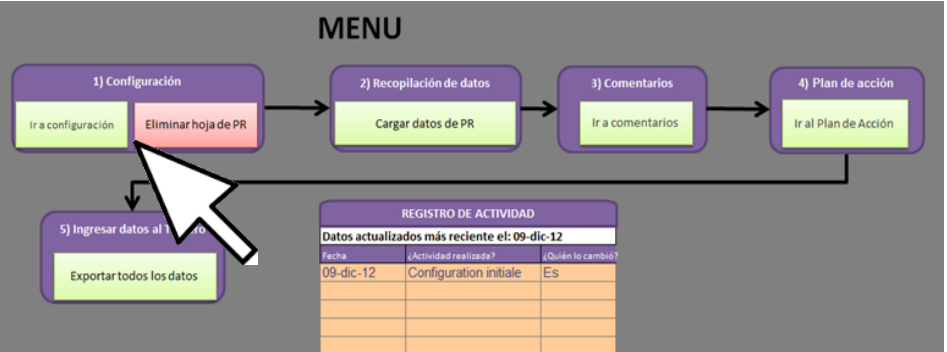 MENU
1) Configuración
Ir a configuración
Eliminar hoja de PR
2) Recopilación de datos
Cargar datos de PR
3) Comentarios
Ir a comentarios
4) Plan de acción
Ir al Plan de Acción
5) Ingresar datos al
Exportar todos los datos
REGISTRO DE ACTIVIDAD
Datos actualizados más reciente el: 09-dic-12
Fecha ¿Actividad realizada? ¿Quién lo cambió?
09-dic-12 Configuration initiale Es